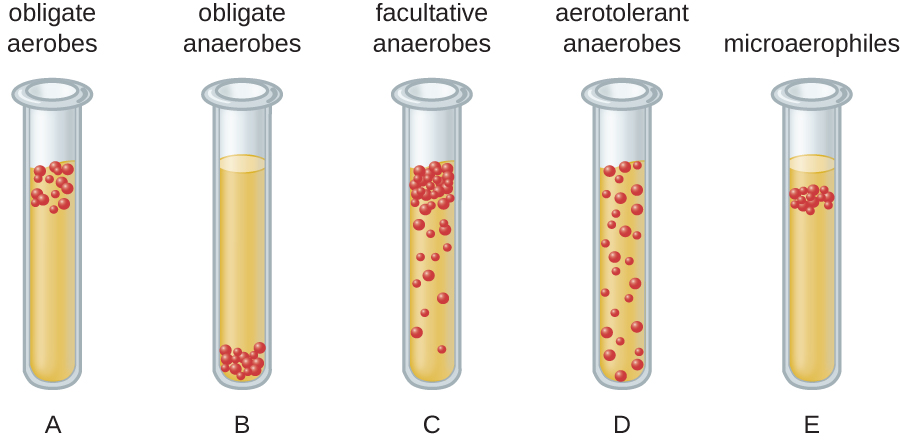 obligate
aerobes
obligate
anaerobes
facultative
anaerobes
aerotolerant
anaerobes
microaerophiles
A
B
C
D
E